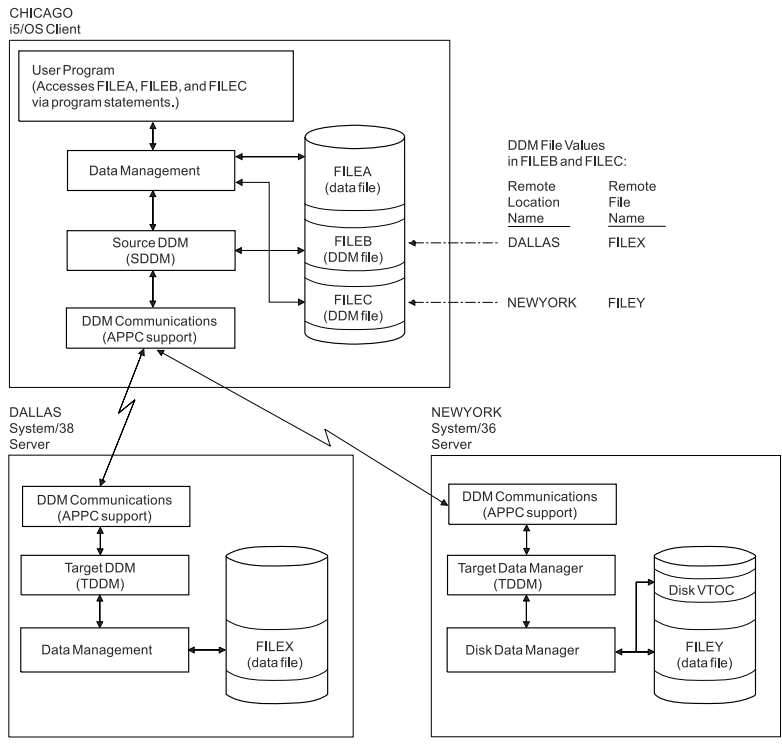 CHICAGO
i5/OS Client
User Program
(Accesses FILEA, FILEB, and FILEC
via program statements.)
Data Management
FILEA
(data file)
Source DDM
(SDDM)
FILEB
(DDM file)
FILEC
(DDM file)
DDM Communications
(APPC support)
DDM File Values
in FILEB and FILEC:
Remote
Location
Name
Remote
File
Name
DALLAS
FILEX
NEWYORK
FILEY
DALLAS
System/38
Server
DDM Communications
(APPC support)
Target DDM
(TDDM)
Data Management
FILEX
(data file)
NEWYORK
System/36
Server
DDM Communications
(APPC support)
Target Data Manager
(TDDM)
Disk VTOC
Disk Data Manager
FILEY
(data file)